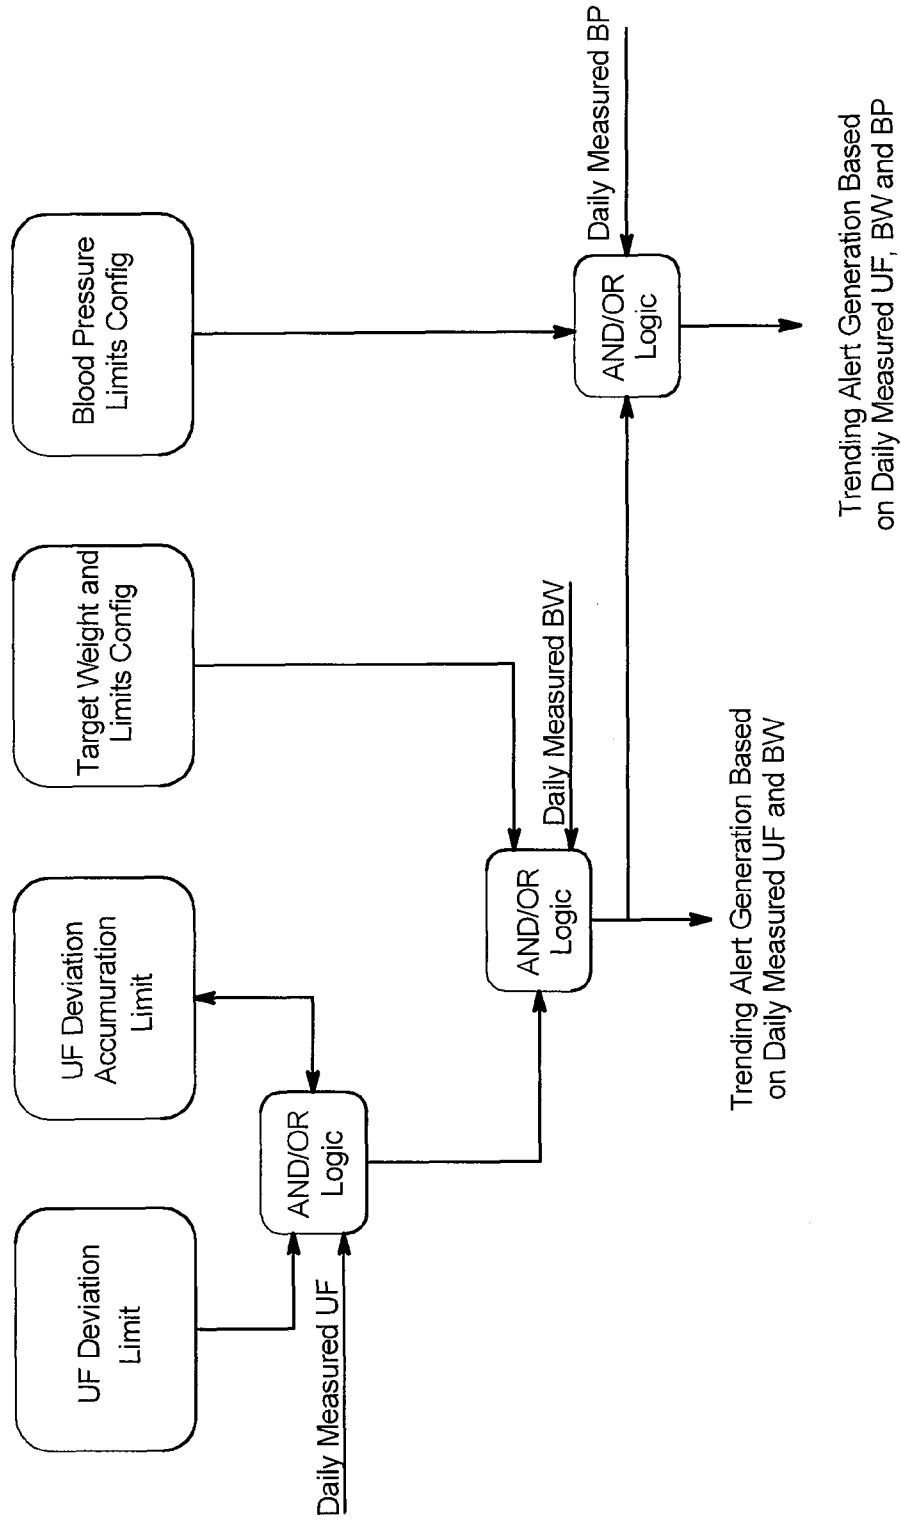 UF Deviation
Limit
UF Deviation
Accumuration
Limit
Target Weight and
Limits Config
Blood Pressure
Limits Config
Daily Measured UF
AND/OR
Logic
AND/OR
Logic
Daily Measured BW
AND/OR
Logic
Daily Measured BP
Trending Alert Generation Based
on Daily Measured UF and BW
Trending Alert Generation Based
on Daily Measured UF, BW and BP